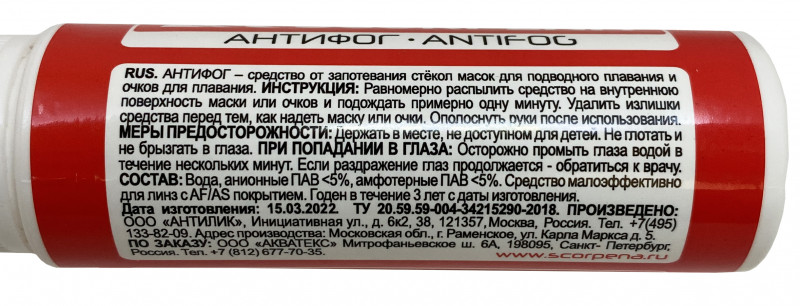 АНТИФОГ · ANTIFOG
RUS. АНТИФОГ – средство от запотевания стёкол масок для подводного плавания и
очков для плавания. ИНСТРУКЦИЯ: Равномерно распылить средство на внутреннюю
поверхность маски или очков и подождать примерно одну минуту. Удалить излишки
средства перед тем, как надеть маску или очки. Ополоснуть руки после использования.
МЕРЫ ПРЕДОСТОРОЖНОСТИ: Держать в месте, не доступном для детей. Не глотать и
не брызгать в глаза. ПРИ ПОПАДАНИИ В ГЛАЗА: Осторожно промыть глаза водой в
течение нескольких минут. Если раздражение глаз продолжается - обратиться к врачу.
СОСТАВ: Вода, анионные ПАВ <5%, амфотерные ПАВ <5%. Средство малоэффективно
для линз с AF/AS покрытием. Годен в течение 3 лет с даты изготовления.
Дата изготовления: 15.03.2022. ТУ 20.59.59-004-34215290-2018. ПРОИЗВЕДЕНО:
ООО «АНТИЛИК», Инициативная ул., д. 6к2, 38, 121357, Москва, Россия. Тел. +7(495)
133-82-09. Адрес производства: Московская обл., г. Раменское, ул. Карла Маркса д. 5.
ПО ЗАКАЗУ: ООО «АКВАТЕКС» Митрофаньевское ш. 6А, 198095, Санкт- Петербург,
Россия. Тел. +7 (812) 677-70-35.
www.scorpena.ru